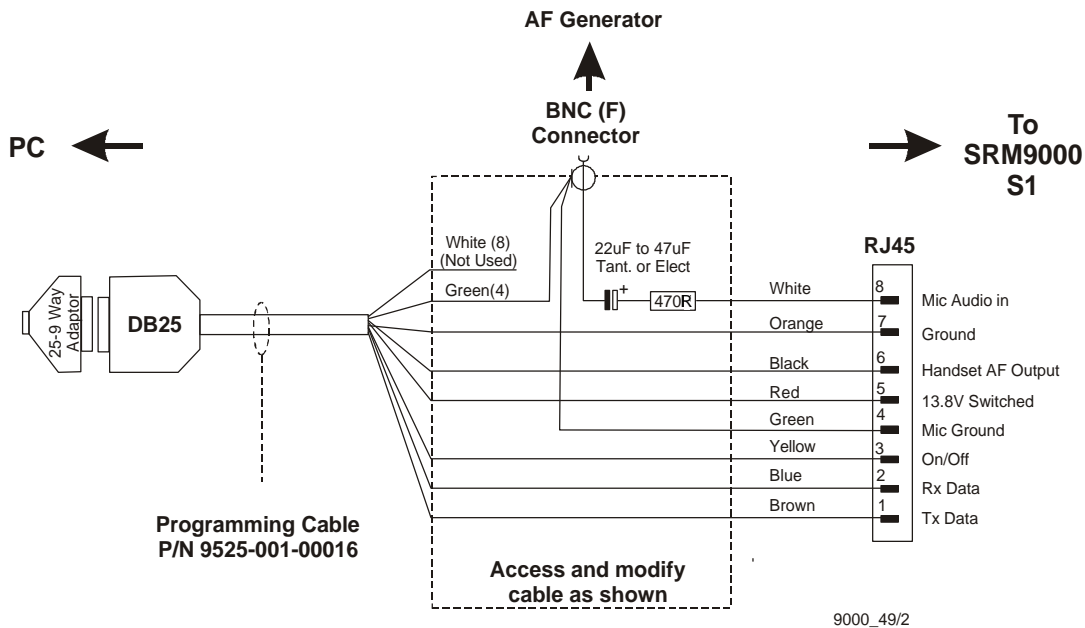 AF Generator
BNC (F)
Connector
PC
To
SRM9000
S1
RJ45
White (8)
(Not Used)
Green(4)
22uF to 47uF
Tant. or Elect
+
470R
25-9 Way
Adaptor
DB25
White
8
Mic Audio in
Orange
7
Ground
Black
6
Handset AF Output
Red
5
13.8V Switched
Green
4
Mic Ground
Yellow
3
On/Off
Blue
2
Rx Data
Brown
1
Tx Data
Programming Cable
P/N 9525-001-00016
Access and modify
cable as shown
9000_49/2